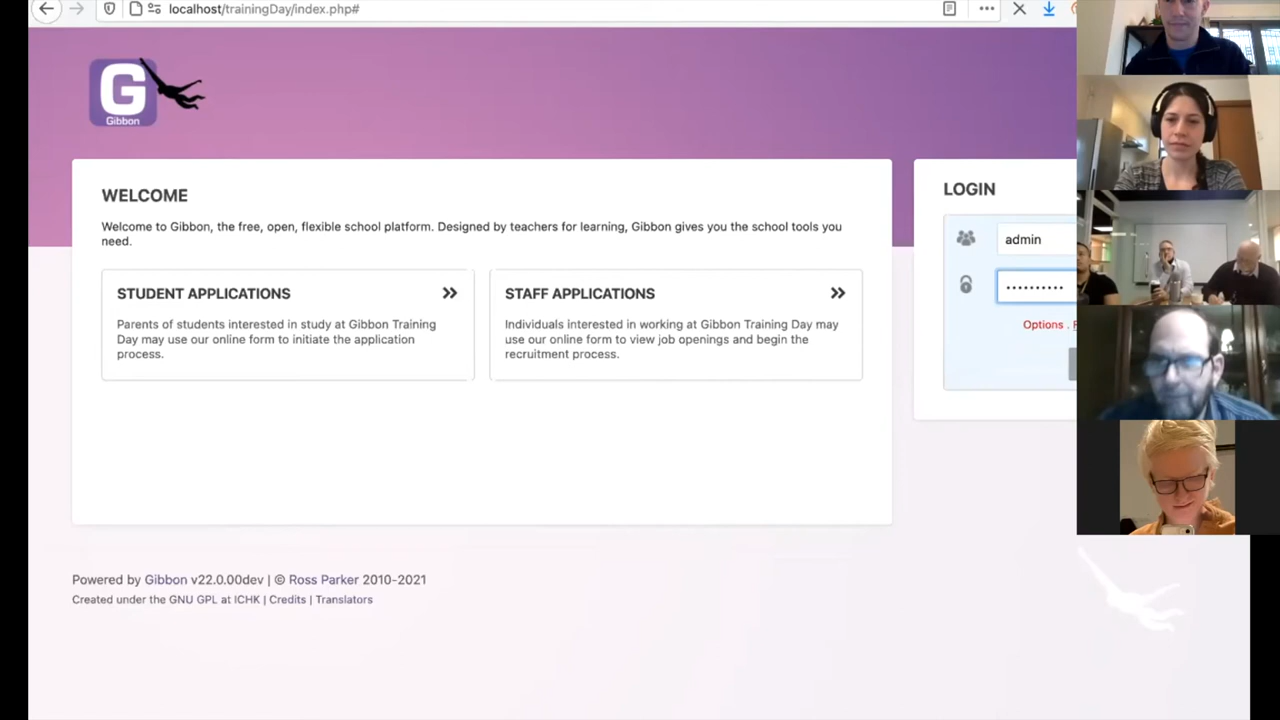 localhost/trainingDay/index.php#
G
Gibbon
WELCOME
Welcome to Gibbon, the free, open, flexible school platform. Designed by teachers for learning, Gibbon gives you the school tools you
need.
STUDENT APPLICATIONS
Parents of students interested in study at Gibbon Training
Day may use our online form to initiate the application
process.
STAFF APPLICATIONS
Individuals interested in working at Gibbon Training Day may
use our online form to view job openings and begin the
recruitment process.
LOGIN
admin
Options .
Powered by Gibbon v22.0.00dev | © Ross Parker 2010-2021
Created under the GNU GPL at ICHK | Credits | Translators